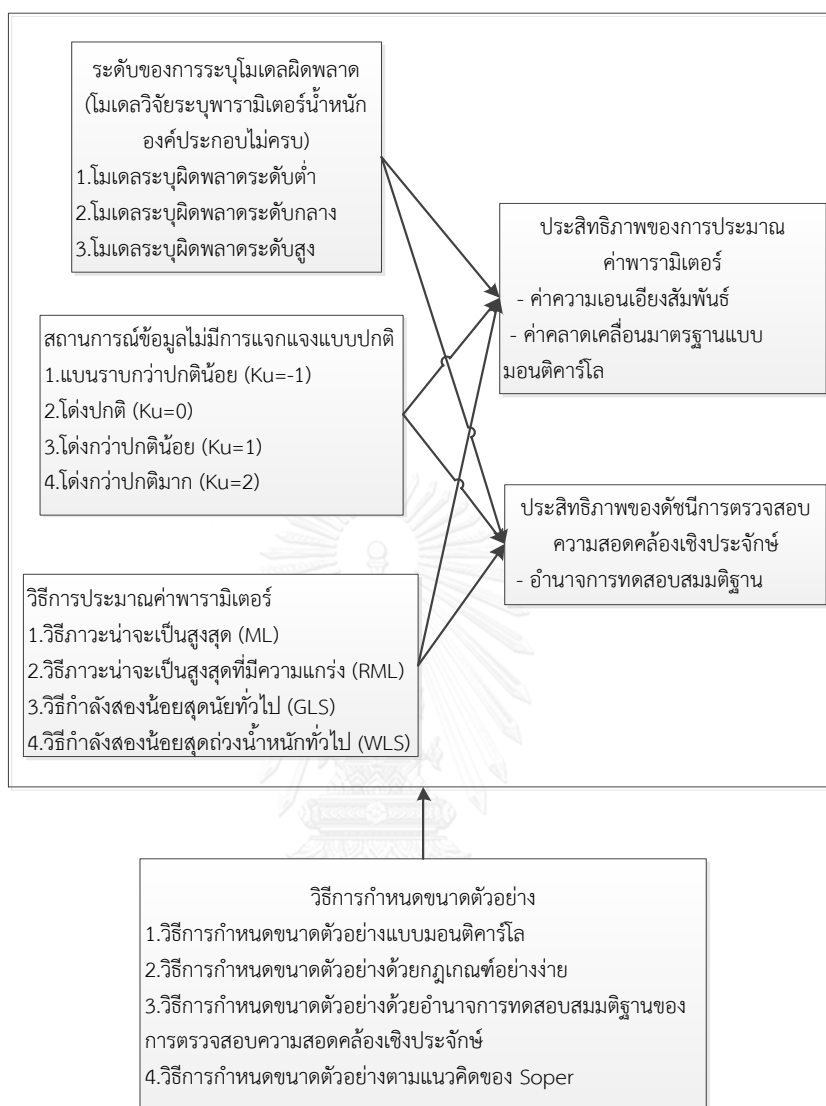 ระดับของการระบุโมเดลผิดพลาด
(โมเดลวิจัยระบุพารามิเตอร์น้ำหนัก
องค์ประกอบไม่ครบ)
1.โมเดลระบุผิดพลาดระดับต่ำ
2.โมเดลระบุผิดพลาดระดับกลาง
3.โมเดลระบุผิดพลาดระดับสูง
สถานการณ์ข้อมูลไม่มีการแจกแจงแบบปกติ
1.แบนราบกว่าปกติน้อย (Ku=-1)
2.โด่งปกติ (Ku=0)
3.โด่งกว่าปกติน้อย (Ku=1)
4.โด่งกว่าปกติมาก (Ku=2)
วิธีการประมาณค่าพารามิเตอร์
1.วิธีภาวะน่าจะเป็นสูงสุด (ML)
2.วิธีภาวะน่าจะเป็นสูงสุดที่มีความแกร่ง (RML)
3.วิธีกำลังสองน้อยสุดนัยทั่วไป (GLS)
4.วิธีกำลังสองน้อยสุดถ่วงน้ำหนักทั่วไป (WLS)
ประสิทธิภาพของการประมาณ
ค่าพารามิเตอร์
- ค่าความเอนเอียงสัมพันธ์
- ค่าคลาดเคลื่อนมาตรฐานแบบ
มอนติคาร์โล
ประสิทธิภาพของดัชนีการตรวจสอบ
ความสอดคล้องเชิงประจักษ์
- อำนาจการทดสอบสมมติฐาน
วิธีการกำหนดขนาดตัวอย่าง
1.วิธีการกำหนดขนาดตัวอย่างแบบมอนติคาร์โล
2.วิธีการกำหนดขนาดตัวอย่างด้วยกฎเกณฑ์อย่างง่าย
3.วิธีการกำหนดขนาดตัวอย่างด้วยอำนาจการทดสอบสมมติฐานของ
การตรวจสอบความสอดคล้องเชิงประจักษ์
4.วิธีการกำหนดขนาดตัวอย่างตามแนวคิดของ Soper